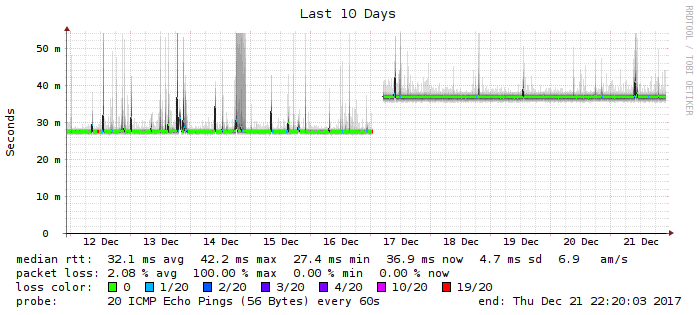 Last 10 Days
RRDTOOL / TOBI OETIKER
Seconds
50 m
40 m
30 m
20 m
10 m
0
12 Dec 13 Dec 14 Dec 15 Dec 16 Dec 17 Dec 18 Dec 19 Dec 20 Dec 21 Dec
median rtt: 32.1 ms avg 42.2 ms max 27.4 ms min 36.9 ms now 4.7 ms sd 6.9 am/s
packet loss: 2.08 % avg 100.00 % max 0.00 % min 0.00 % now
loss color: 0 1/20 2/20 3/20 4/20 10/20 19/20
probe: 20 ICMP Echo Pings (56 Bytes) every 60s end: Thu Dec 21 22:20:03 2017